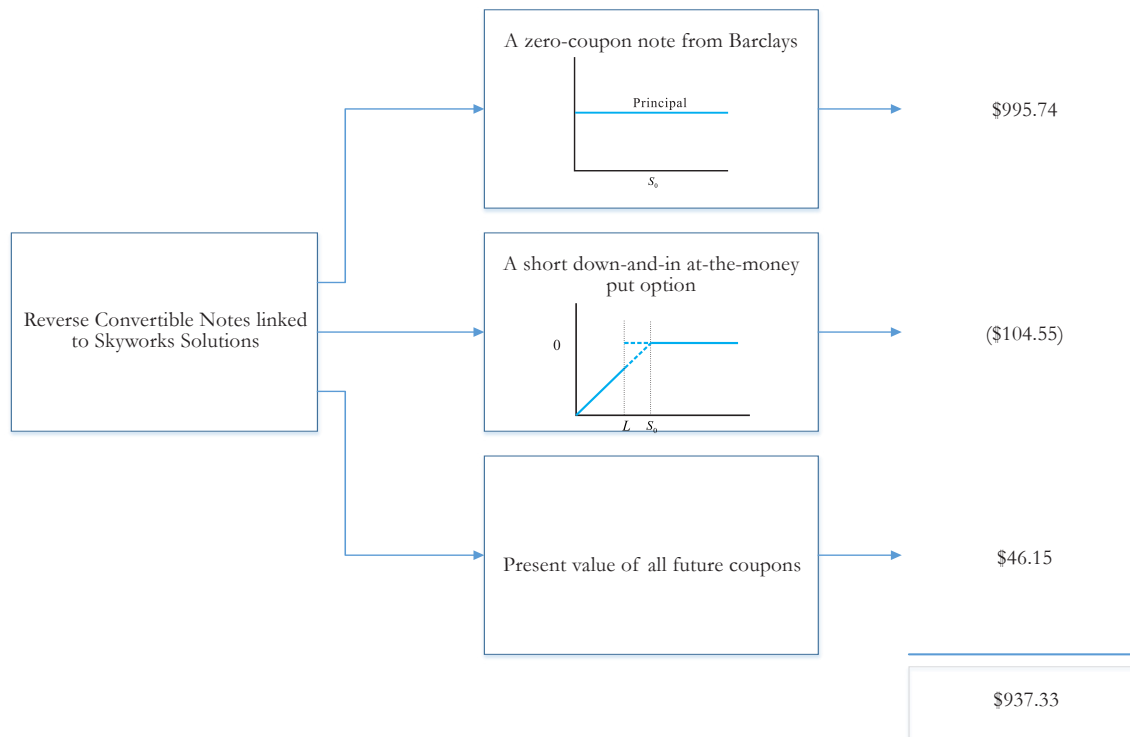 A zero-coupon note from Barclays
Principal
S₀
$995.74
Reverse Convertible Notes linked
to Skyworks Solutions
A short down-and-in at-the-money
put option
0
L S₀
($104.55)
Present value of all future coupons
$46.15
$937.33